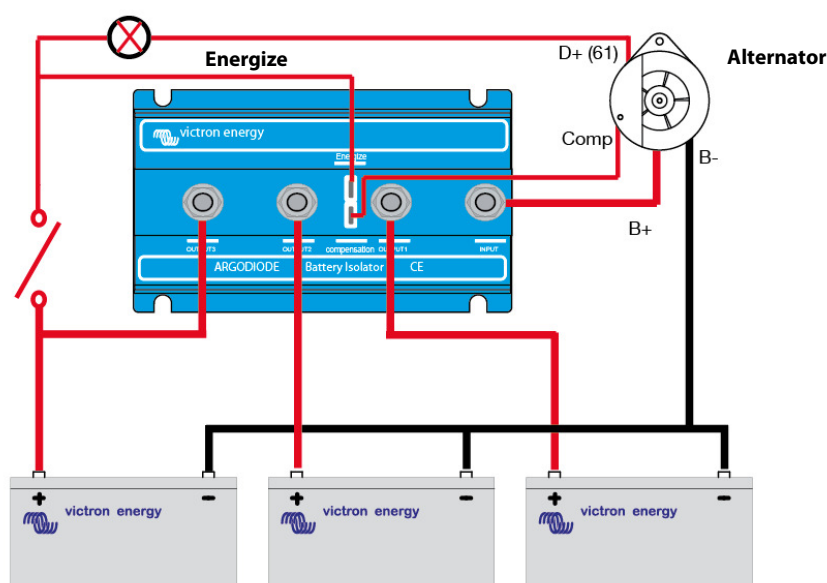 D+ (61)
Energize
Alternator
victron energy
Energize
Comp
B-
B+
OUTPUT3
OUTPUT2
compensation
OUTPUT1
INPUT
ARGODIODE
Battery Isolator
CE
+
-
+
-
+
-
victron energy
victron energy
victron energy